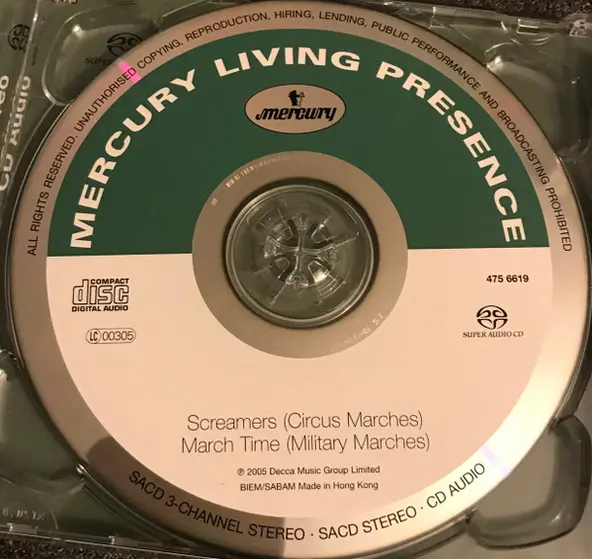 ALL RIGHTS RESERVED. UNAUTHORISED COPYING, REPRODUCTION, HIRING, LENDING, PUBLIC PERFORMANCE AND BROADCASTING PROHIBITED
MERCURY LIVING PRESENCE
mercury
CD Audio
COMPACT
disc
DIGITAL AUDIO
LC 00305
475 6619
SUPER AUDIO CD
Screamers (Circus Marches)
March Time (Military Marches)
℗ 2005 Decca Music Group Limited
BIEM/SABAM Made in Hong Kong
SACD 3-CHANNEL STEREO · SACD STEREO · CD AUDIO